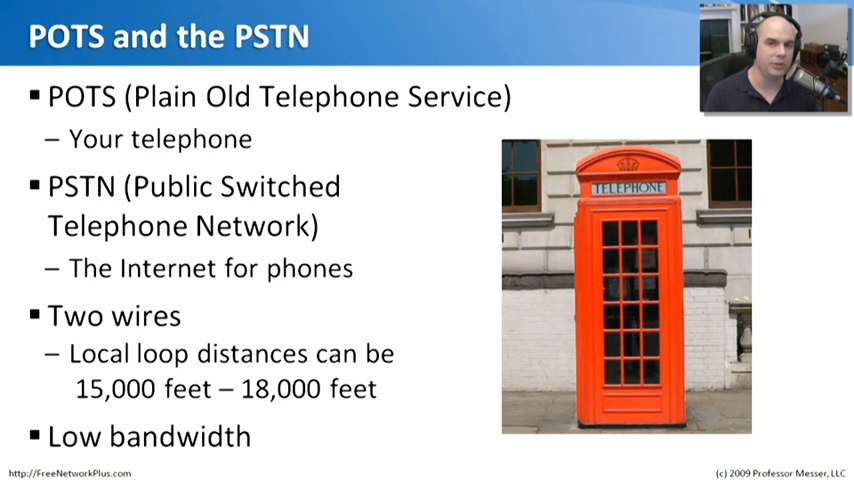 POTS and the PSTN
▪ POTS (Plain Old Telephone Service)
– Your telephone
▪ PSTN (Public Switched
Telephone Network)
– The Internet for phones
▪ Two wires
– Local loop distances can be
15,000 feet – 18,000 feet
▪ Low bandwidth
TELEPHONE
http://FreeNetworkPlus.com
(c) 2009 Professor Messer, LLC